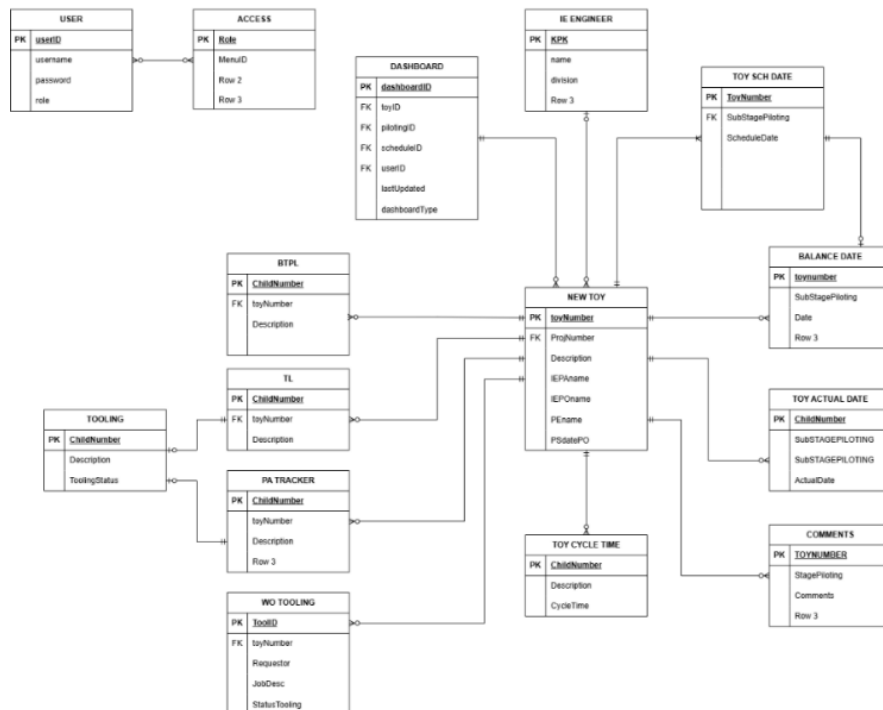 USER
PK userID
username
password
role
ACCESS
PK Role
MenuID
Row 2
Row 3
DASHBOARD
PK dashboardID
FK toyID
FK pilotingID
FK scheduleID
FK userID
lastUpdated
dashboardType
IE ENGINEER
PK KPK
name
division
Row 3
TOY SCH DATE
PK ToyNumber
FK SubStagePiloting
ScheduleDate
BTPL
PK ChildNumber
FK toyNumber
Description
NEW TOY
PK toyNumber
FK ProjNumber
Description
IEPAname
IEPOname
PEname
PSdatePO
BALANCE DATE
PK toynumber
SubStagePiloting
Date
Row 3
TL
PK ChildNumber
FK toyNumber
Description
TOOLING
PK ChildNumber
Description
ToolingStatus
TOY ACTUAL DATE
PK ChildNumber
SubSTAGEPILOTING
SubSTAGEPILOTING
ActualDate
PA TRACKER
PK ChildNumber
toyNumber
Description
Row 3
TOY CYCLE TIME
PK ChildNumber
Description
CycleTime
COMMENTS
PK TOYNUMBER
StagePiloting
Comments
Row 3
WO TOOLING
PK ToolID
FK toyNumber
Requestor
JobDesc
StatusTooling